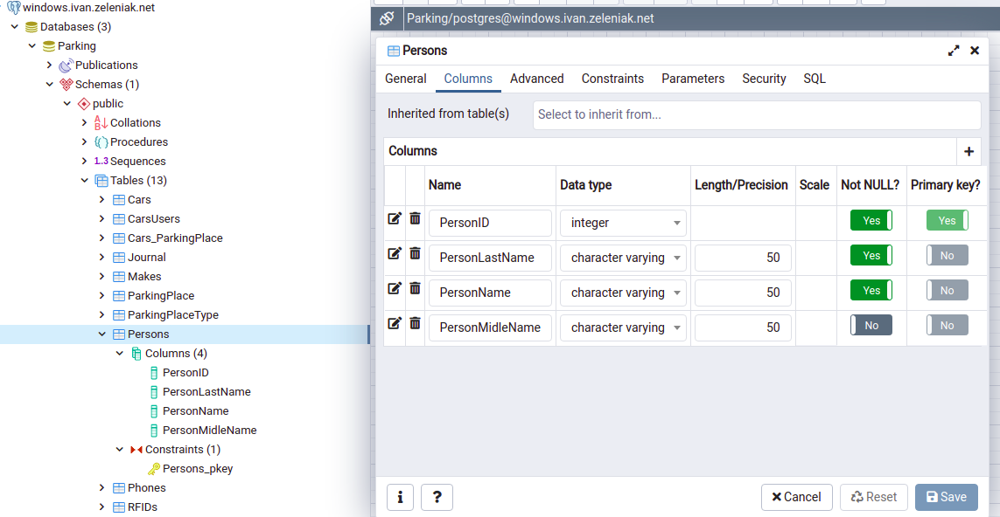 windows.ivan.zeleniak.net
Databases (3)
Parking
Publications
Schemas (1)
public
Collations
Procedures
1..3 Sequences
Tables (13)
Cars
CarsUsers
Cars_ParkingPlace
Journal
Makes
ParkingPlace
ParkingPlaceType
Persons
Columns (4)
PersonID
PersonLastName
PersonName
PersonMidleName
Constraints (1)
Persons_pkey
Phones
RFIDs
Parking/postgres@windows.ivan.zeleniak.net
Persons
General Columns Advanced Constraints Parameters Security SQL
Inherited from table(s) Select to inherit from...
Columns
Name Data type Length/Precision Scale Not NULL? Primary key?
PersonID integer Yes Yes
PersonLastName character varying 50 Yes No
PersonName character varying 50 Yes No
PersonMidleName character varying 50 No No
i ? Cancel Reset Save